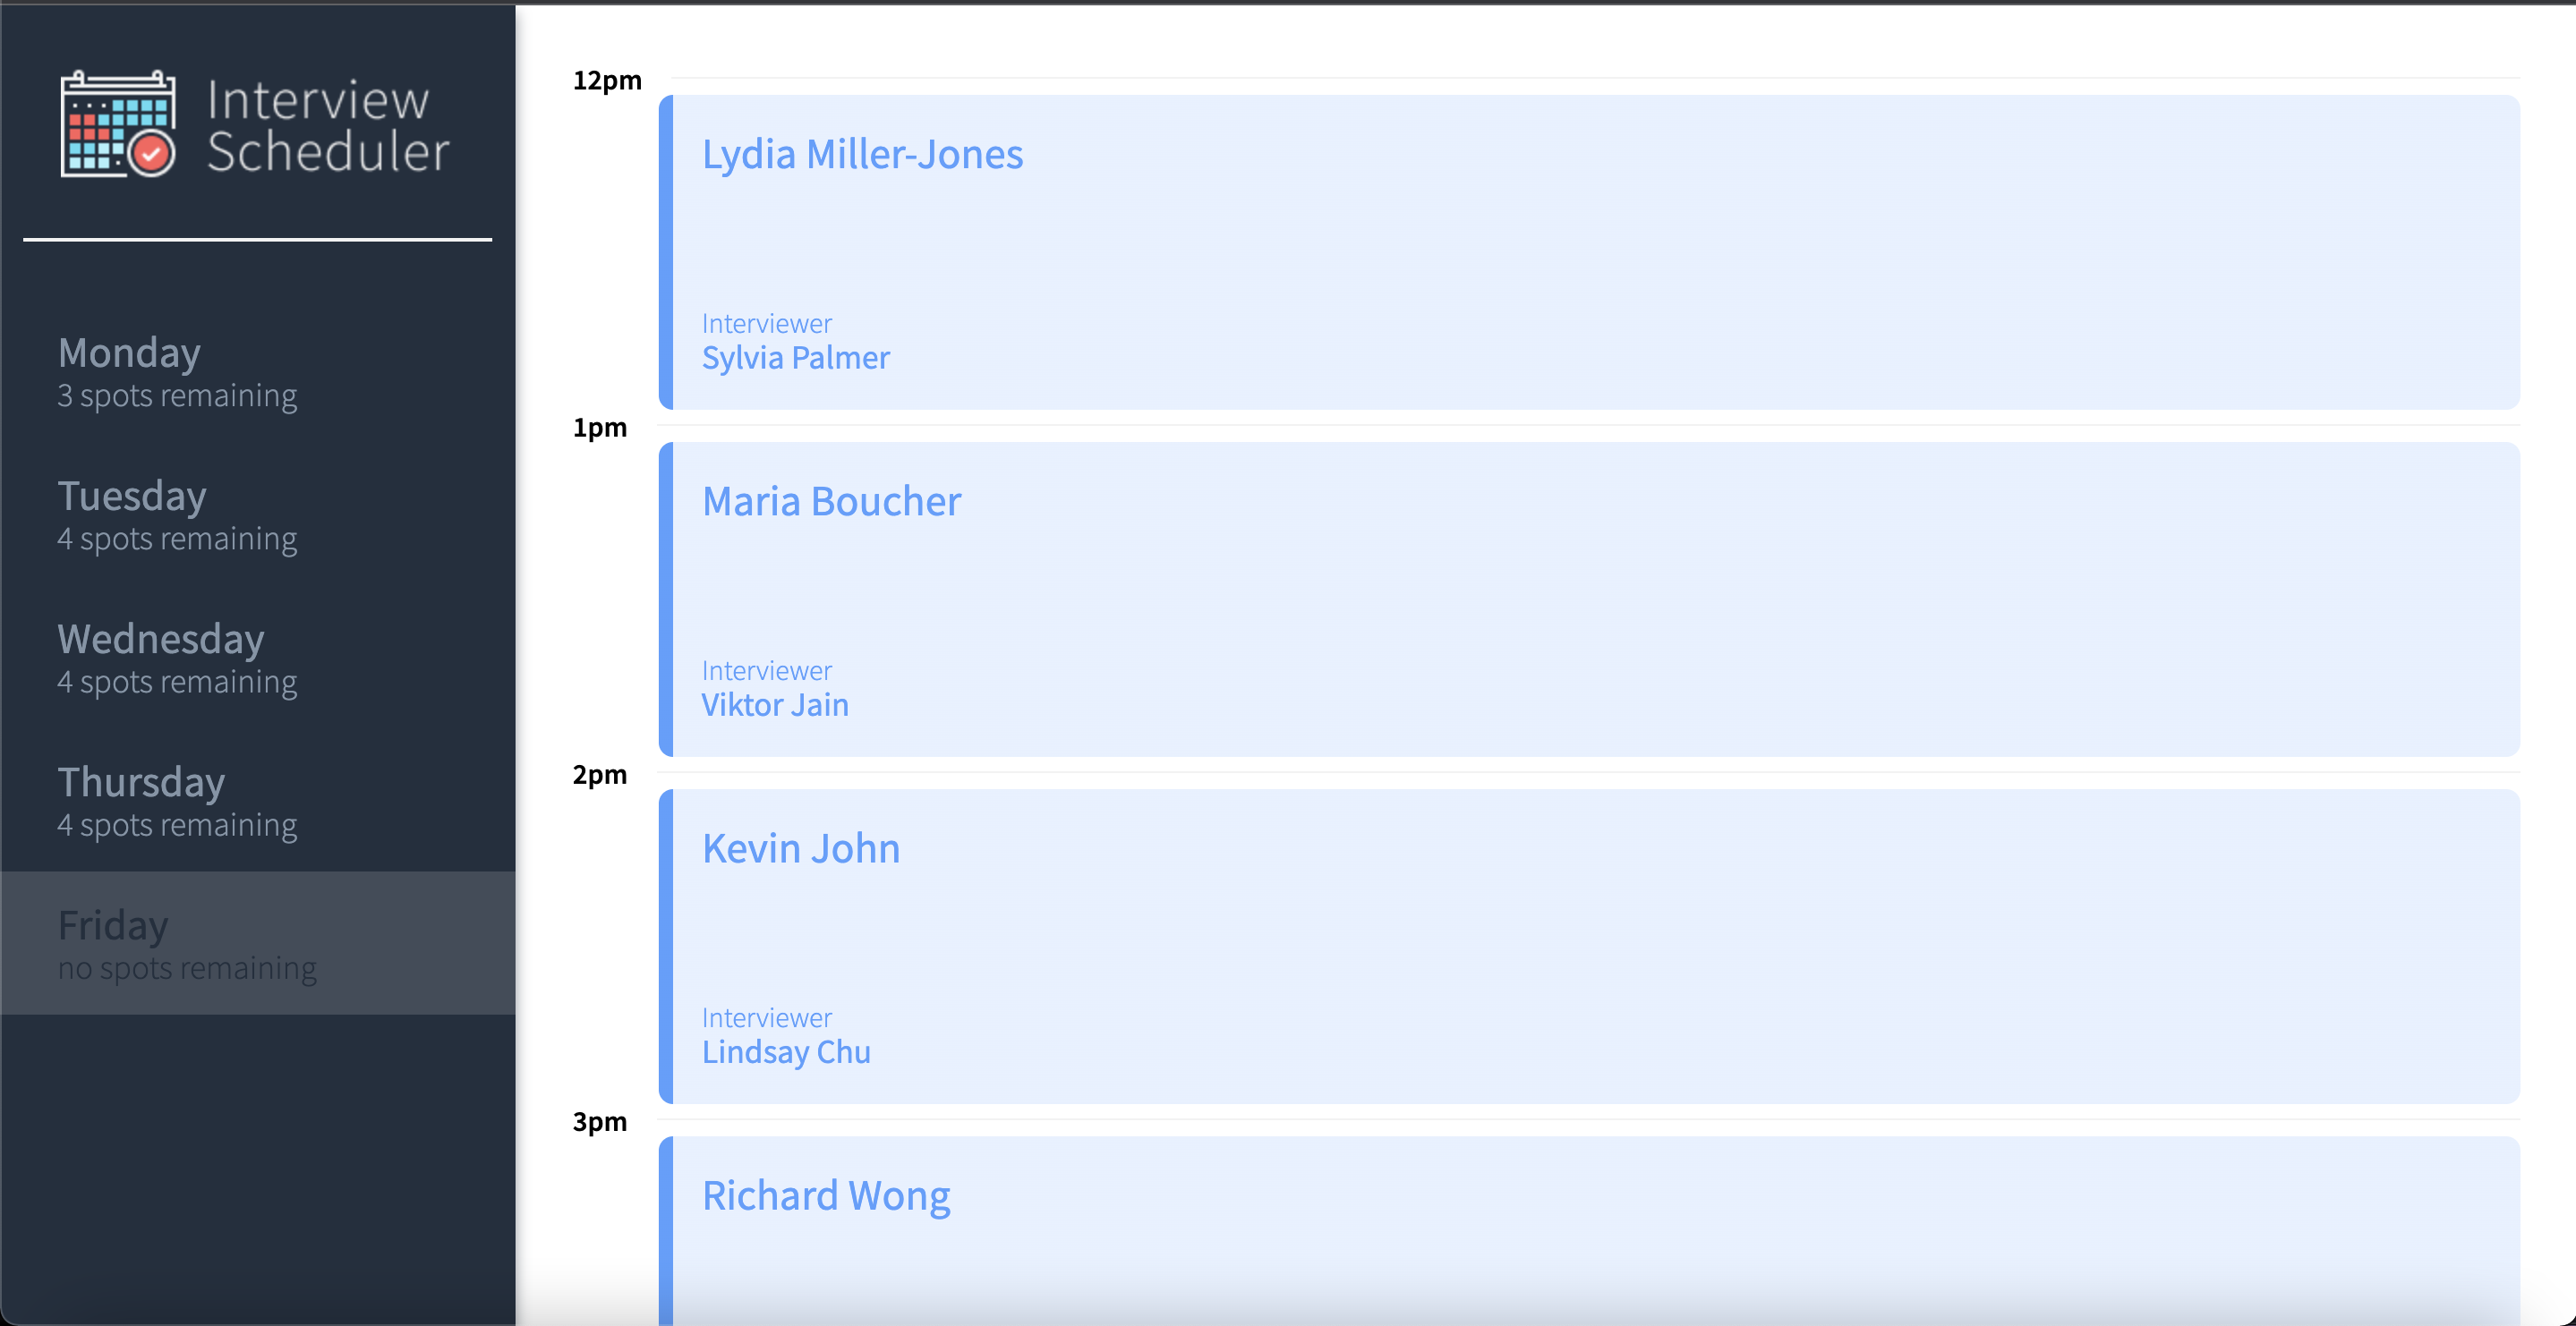 Interview
Scheduler
Monday
3 spots remaining
Tuesday
4 spots remaining
Wednesday
4 spots remaining
Thursday
4 spots remaining
Friday
no spots remaining
12pm
Lydia Miller-Jones
Interviewer
Sylvia Palmer
1pm
Maria Boucher
Interviewer
Viktor Jain
2pm
Kevin John
Interviewer
Lindsay Chu
3pm
Richard Wong